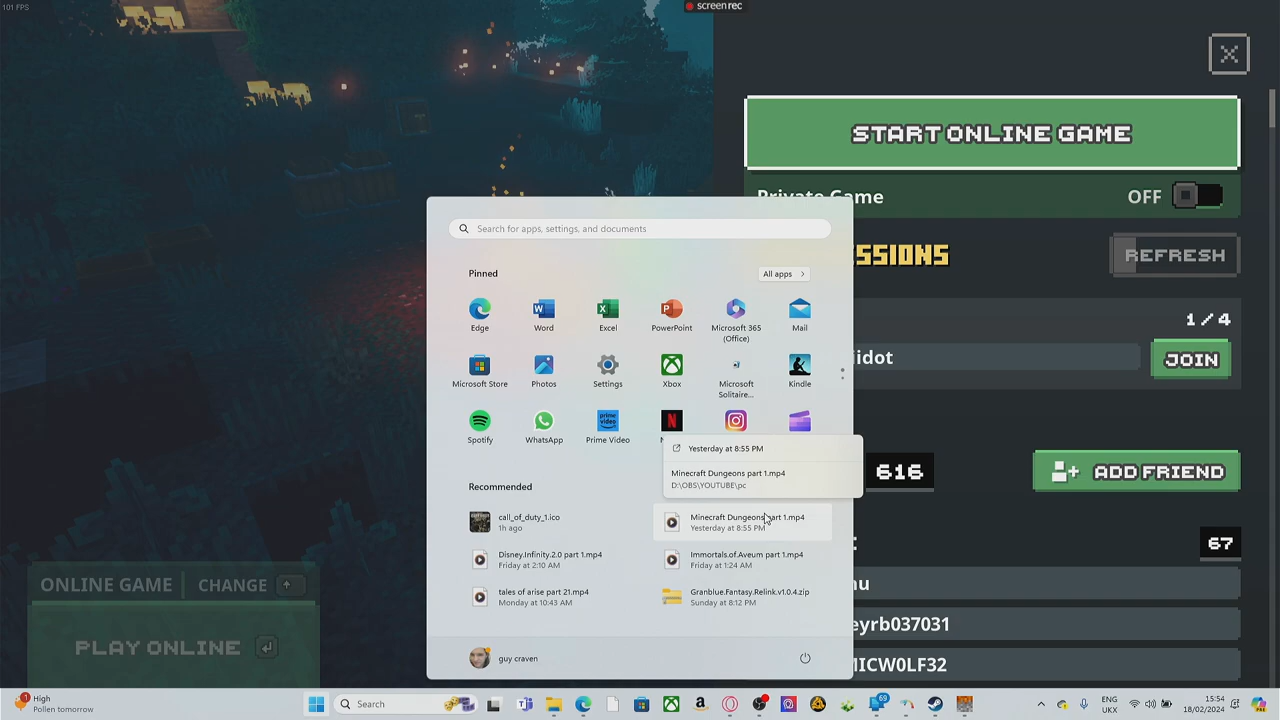 101 FPS
screenrec
START ONLINE GAME
Private Game
OFF
SSIONS
REFRESH
1 / 4
iidot
JOIN
616
ADD FRIEND
67
eyrb037031
MICW0LF32
ONLINE GAME
CHANGE
PLAY ONLINE
Search for apps, settings, and documents
Pinned
All apps
Edge
Word
Excel
PowerPoint
Microsoft 365
(Office)
Mail
Microsoft Store
Photos
Settings
Xbox
Microsoft
Solitaire...
Kindle
Spotify
WhatsApp
Prime Video
Yesterday at 8:55 PM
Minecraft Dungeons part 1.mp4
D:\OBS\YOUTUBE\pc
Recommended
call_of_duty_1.ico
1h ago
Minecraft Dungeons part 1.mp4
Yesterday at 8:55 PM
Disney.Infinity.2.0 part 1.mp4
Friday at 2:10 AM
Immortals.of.Aveum part 1.mp4
Friday at 1:24 AM
tales of arise part 21.mp4
Monday at 10:43 AM
Granblue.Fantasy.Relink.v1.0.4.zip
Sunday at 8:12 PM
guy craven
1
High
Pollen tomorrow
Search
69
ENG
UKX
15:54
18/02/2024